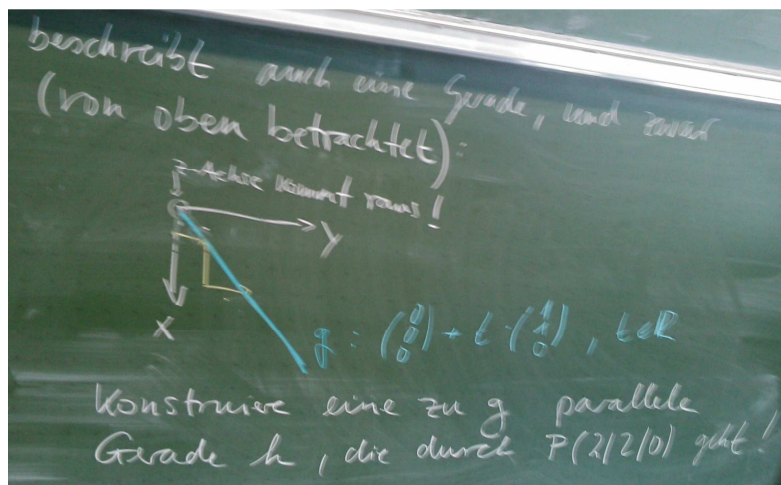 beschreibt auch eine Gerade, und zwar
(von oben betrachtet):
z-Achse kommt raus!
y
x
g: (0 0 0) + t · (1 1 0), t∈ℝ
Konstruiere eine zu g parallele
Gerade h, die durch P(2/2/0) geht!